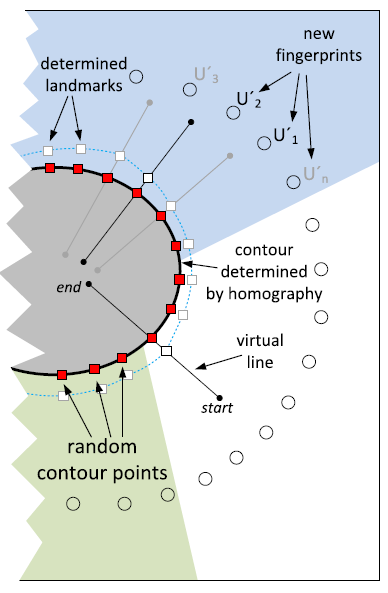 new
fingerprints
determined
landmarks
U´3
U´2
U´1
U´n
contour
determined
by homography
end
virtual
line
start
random
contour points